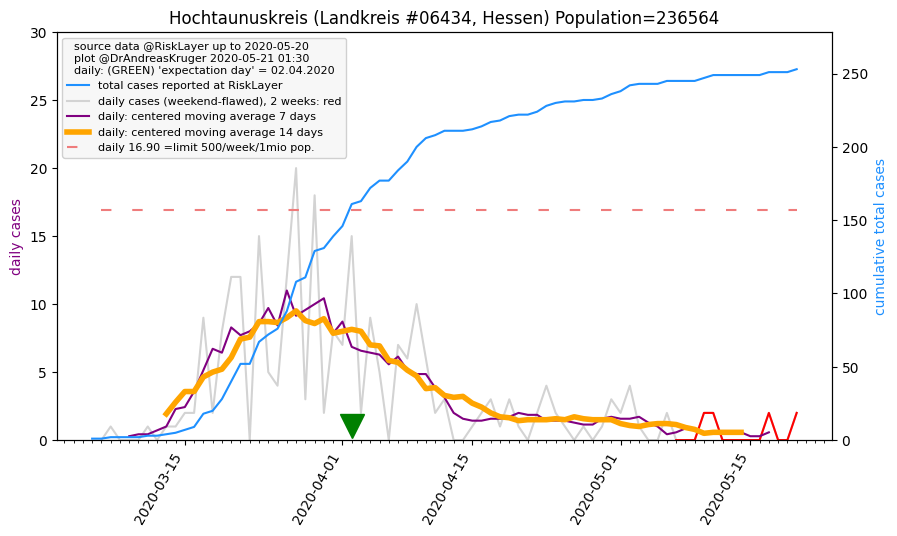 Hochtaunuskreis (Landkreis #06434, Hessen) Population=236564
source data @RiskLayer up to 2020-05-20
plot @DrAndreasKruger 2020-05-21 01:30
daily: (GREEN) 'expectation day' = 02.04.2020
total cases reported at RiskLayer
daily cases (weekend-flawed), 2 weeks: red
daily: centered moving average 7 days
daily: centered moving average 14 days
daily 16.90 =limit 500/week/1mio pop.
daily cases
30
25
20
15
10
5
0
250
200
150
100
50
0
cumulative total cases
2020-03-15
2020-04-01
2020-04-15
2020-05-01
2020-05-15